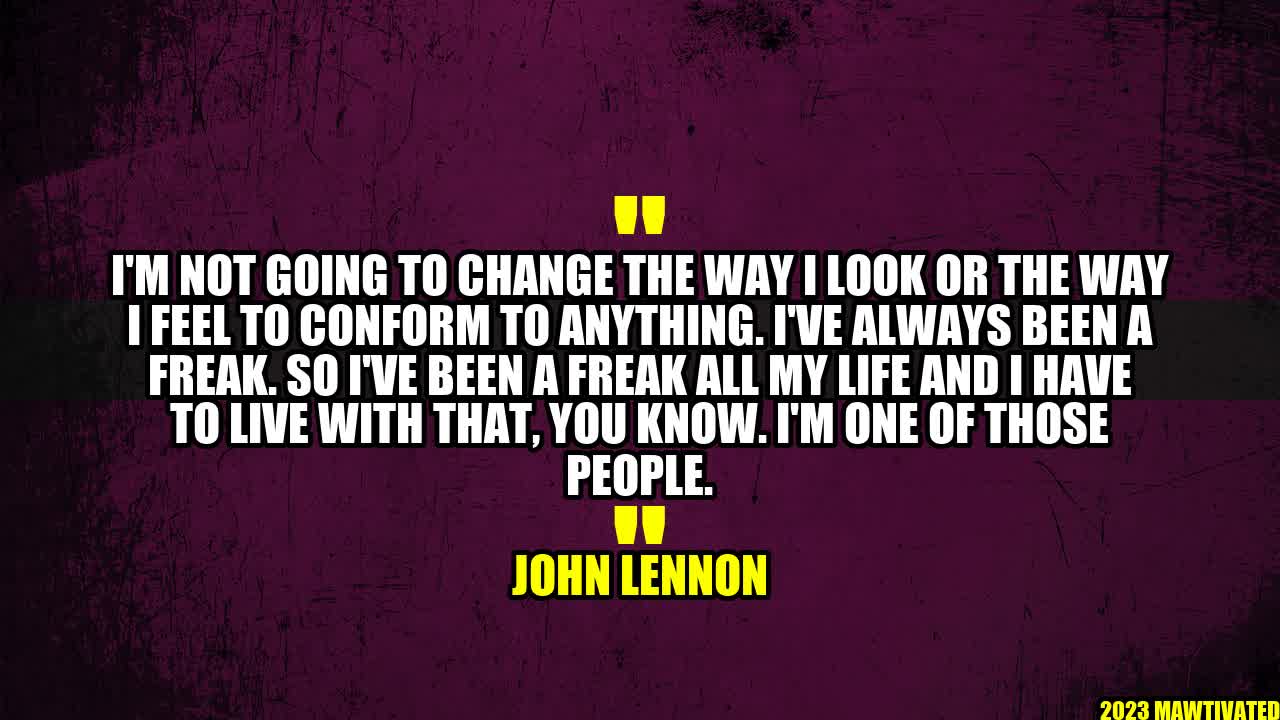 "
I'M NOT GOING TO CHANGE THE WAY I LOOK OR THE WAY
I FEEL TO CONFORM TO ANYTHING. I'VE ALWAYS BEEN A
FREAK. SO I'VE BEEN A FREAK ALL MY LIFE AND I HAVE
TO LIVE WITH THAT, YOU KNOW. I'M ONE OF THOSE
PEOPLE.
"
JOHN LENNON
2023 MAWTIVATED